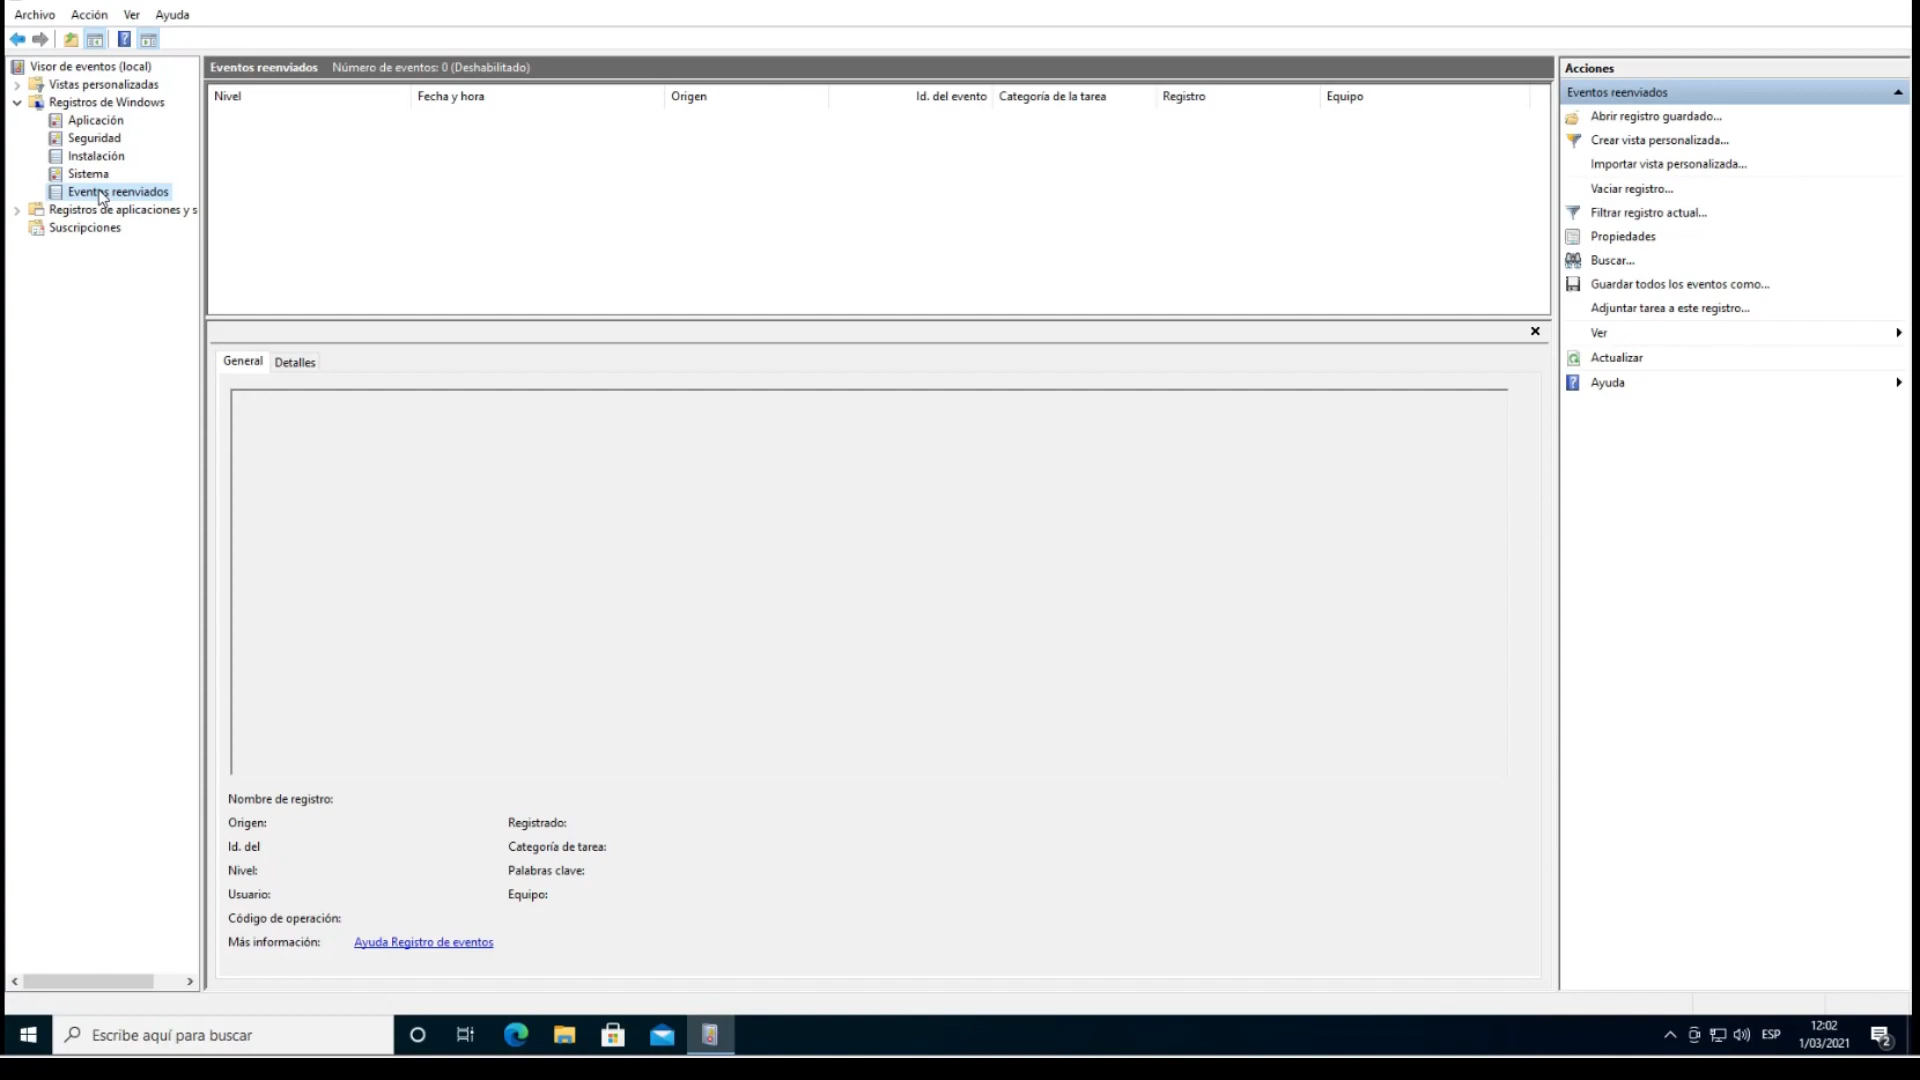 Archivo Acción Ver Ayuda
Visor de eventos (local)
Vistas personalizadas
Registros de Windows
Aplicación
Seguridad
Instalación
Sistema
Eventos reenviados
Registros de aplicaciones y s
Suscripciones
Eventos reenviados Número de eventos: 0 (Deshabilitado)
Nivel Fecha y hora Origen Id. del evento Categoría de la tarea Registro Equipo
General Detalles
Nombre de registro:
Origen: Registrado:
Id. del Categoría de tarea:
Nivel: Palabras clave:
Usuario: Equipo:
Código de operación:
Más información: Ayuda Registro de eventos
Acciones
Eventos reenviados
Abrir registro guardado...
Crear vista personalizada...
Importar vista personalizada...
Vaciar registro...
Filtrar registro actual...
Propiedades
Buscar...
Guardar todos los eventos como...
Adjuntar tarea a este registro...
Ver
Actualizar
Ayuda
Escribe aquí para buscar
ESP
12:02
1/03/2021
2